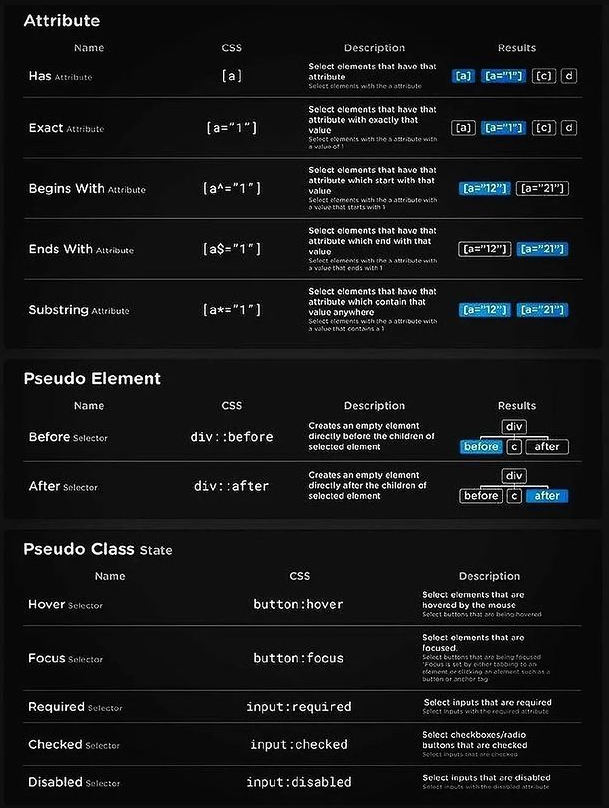 Attribute
Name CSS Description Results
Has Attribute [a] Select elements that have that [a] [a="1"] [c] d
attribute
Select elements with the a attribute
Exact Attribute [a="1"] Select elements that have that [a] [a="1"] [c] d
attribute with exactly that
value
Select elements with the a attribute with
a value of 1
Begins With Attribute [a^="1"] Select elements that have that [a="12"] [a="21"]
attribute which start with that
value
Select elements with the a attribute with
a value that starts with 1
Ends With Attribute [a$="1"] Select elements that have that [a="12"] [a="21"]
attribute which end with that
value
Select elements with the a attribute with
a value that ends with 1
Substring Attribute [a*="1"] Select elements that have that [a="12"] [a="21"]
attribute which contain that
value anywhere
Select elements with the a attribute with
a value that contains a 1
Pseudo Element
Name CSS Description Results
Before Selector div::before Creates an empty element div
directly before the children of
selected element before c after
After Selector div::after Creates an empty element div
directly after the children of
selected element before c after
Pseudo Class State
Name CSS Description
Hover Selector button:hover Select elements that are
hovered by the mouse
Select buttons that are being hovered
Focus Selector button:focus Select elements that are
focused.
Select buttons that are being focused
*Focus is set by either tabbing to an
element or clicking an element such as a
button or anchor tag
Required Selector input:required Select inputs that are required
Select inputs with the required attribute
Checked Selector input:checked Select checkboxes/radio
buttons that are checked
Select inputs that are checked
Disabled Selector input:disabled Select inputs that are disabled
Select inputs with the disabled attribute